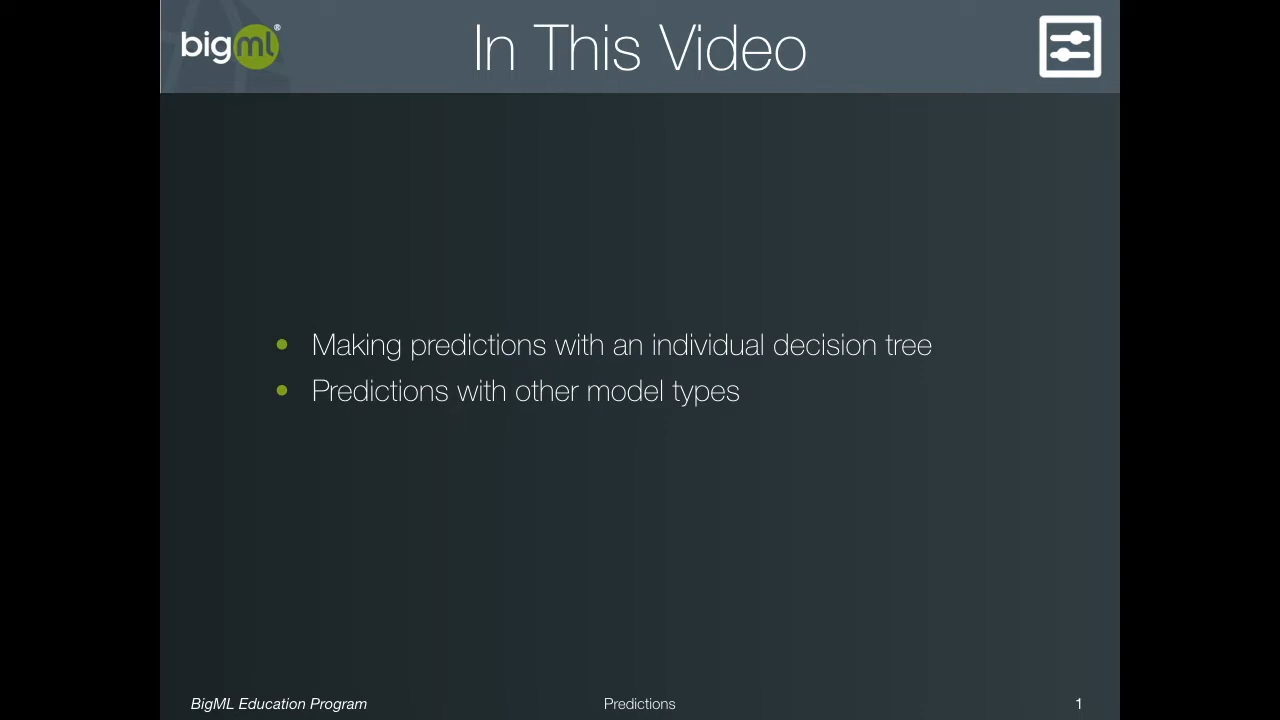 bigml®
In This Video
• Making predictions with an individual decision tree
• Predictions with other model types
BigML Education Program
Predictions
1